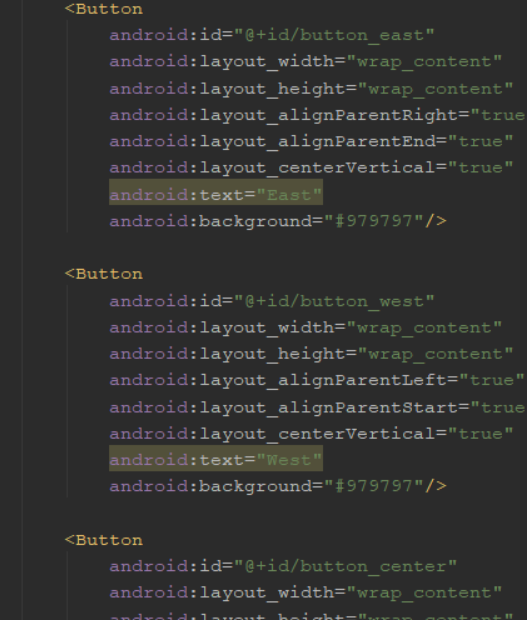 <Button
android:id="@+id/button_east"
android:layout_width="wrap_content"
android:layout_height="wrap_content"
android:layout_alignParentRight="true
android:layout_alignParentEnd="true"
android:layout_centerVertical="true"
android:text="East"
android:background="#979797"/>
<Button
android:id="@+id/button_west"
android:layout_width="wrap_content"
android:layout_height="wrap_content"
android:layout_alignParentLeft="true"
android:layout_alignParentStart="true
android:layout_centerVertical="true"
android:text="West"
android:background="#979797"/>
<Button
android:id="@+id/button_center"
android:layout_width="wrap_content"
android:layout_height="wrap_content"